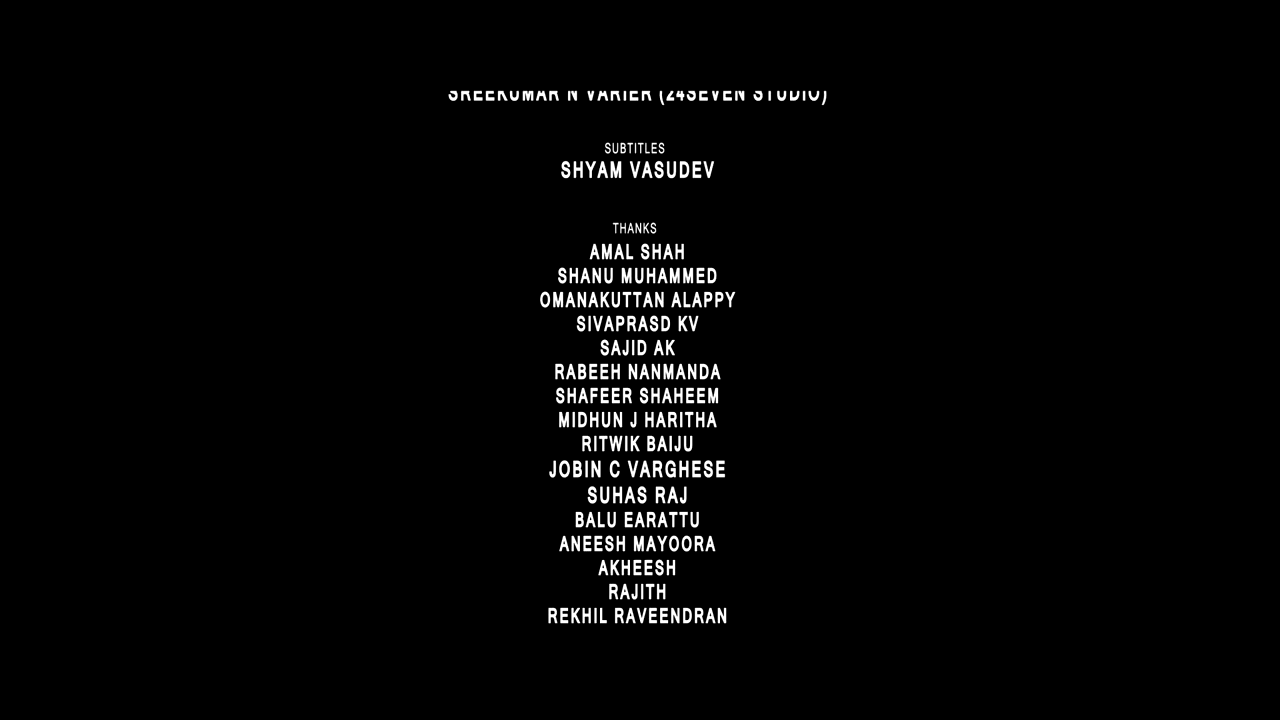 SREEKUMAR N VARIER (24SEVEN STUDIO)
SUBTITLES
SHYAM VASUDEV
THANKS
AMAL SHAH
SHANU MUHAMMED
OMANAKUTTAN ALAPPY
SIVAPRASD KV
SAJID AK
RABEEH NANMANDA
SHAFEER SHAHEEM
MIDHUN J HARITHA
RITWIK BAIJU
JOBIN C VARGHESE
SUHAS RAJ
BALU EARATTU
ANEESH MAYOORA
AKHEESH
RAJITH
REKHIL RAVEENDRAN